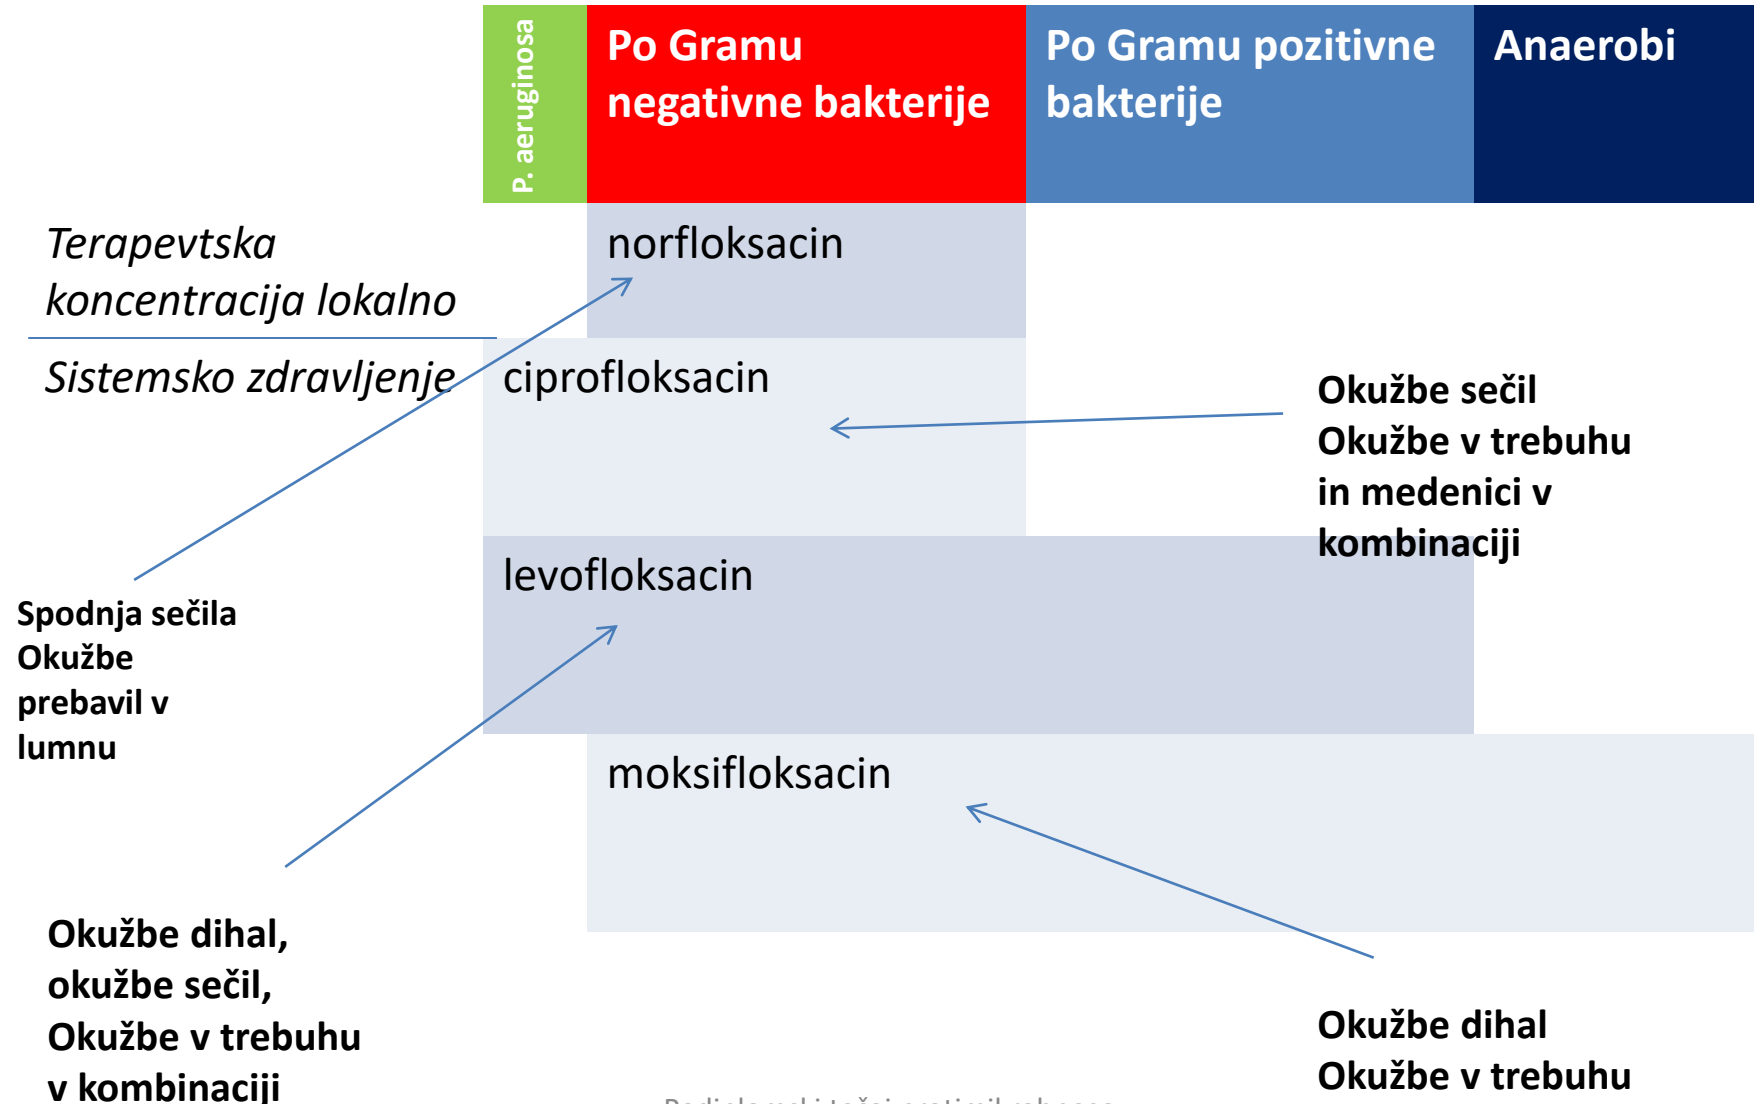 P. aeruginosa
Po Gramu
negativne bakterije
Po Gramu pozitivne
bakterije
Anaerobi
Terapevtska
koncentracija lokalno
norfloksacin
Sistemsko zdravljenje
ciprofloksacin
Okužbe sečil
Okužbe v trebuhu
in medenici v
kombinaciji
levofloksacin
Spodnja sečila
Okužbe
prebavil v
lumnu
moksifloksacin
Okužbe dihal,
okužbe sečil,
Okužbe v trebuhu
v kombinaciji
Okužbe dihal
Okužbe v trebuhu